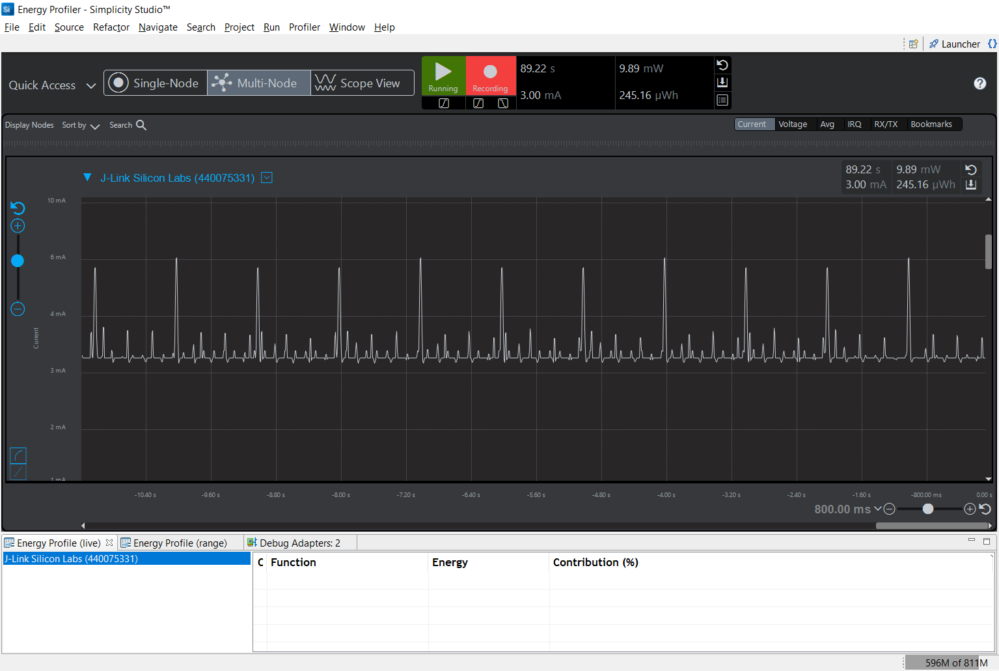 Energy Profiler - Simplicity Studio™
File Edit Source Refactor Navigate Search Project Run Profiler Window Help
Launcher
Quick Access Single-Node Multi-Node Scope View
Running Recording
89.22 s 9.89 mW
3.00 mA 245.16 µWh
Display Nodes Sort by Search
Current Voltage Avg IRQ RX/TX Bookmarks
J-Link Silicon Labs (440075331)
89.22 s 9.89 mW
3.00 mA 245.16 µWh
10 mA
6 mA
4 mA
Current
3 mA
2 mA
1 mA
-10.40 s -9.60 s -8.80 s -8.00 s -7.20 s -6.40 s -5.60 s -4.80 s -4.00 s -3.20 s -2.40 s -1.60 s -800.00 ms 0.00 s
800.00 ms
Energy Profile (live) Energy Profile (range) Debug Adapters: 2
J-Link Silicon Labs (440075331)
C Function Energy Contribution (%)
596M of 811M